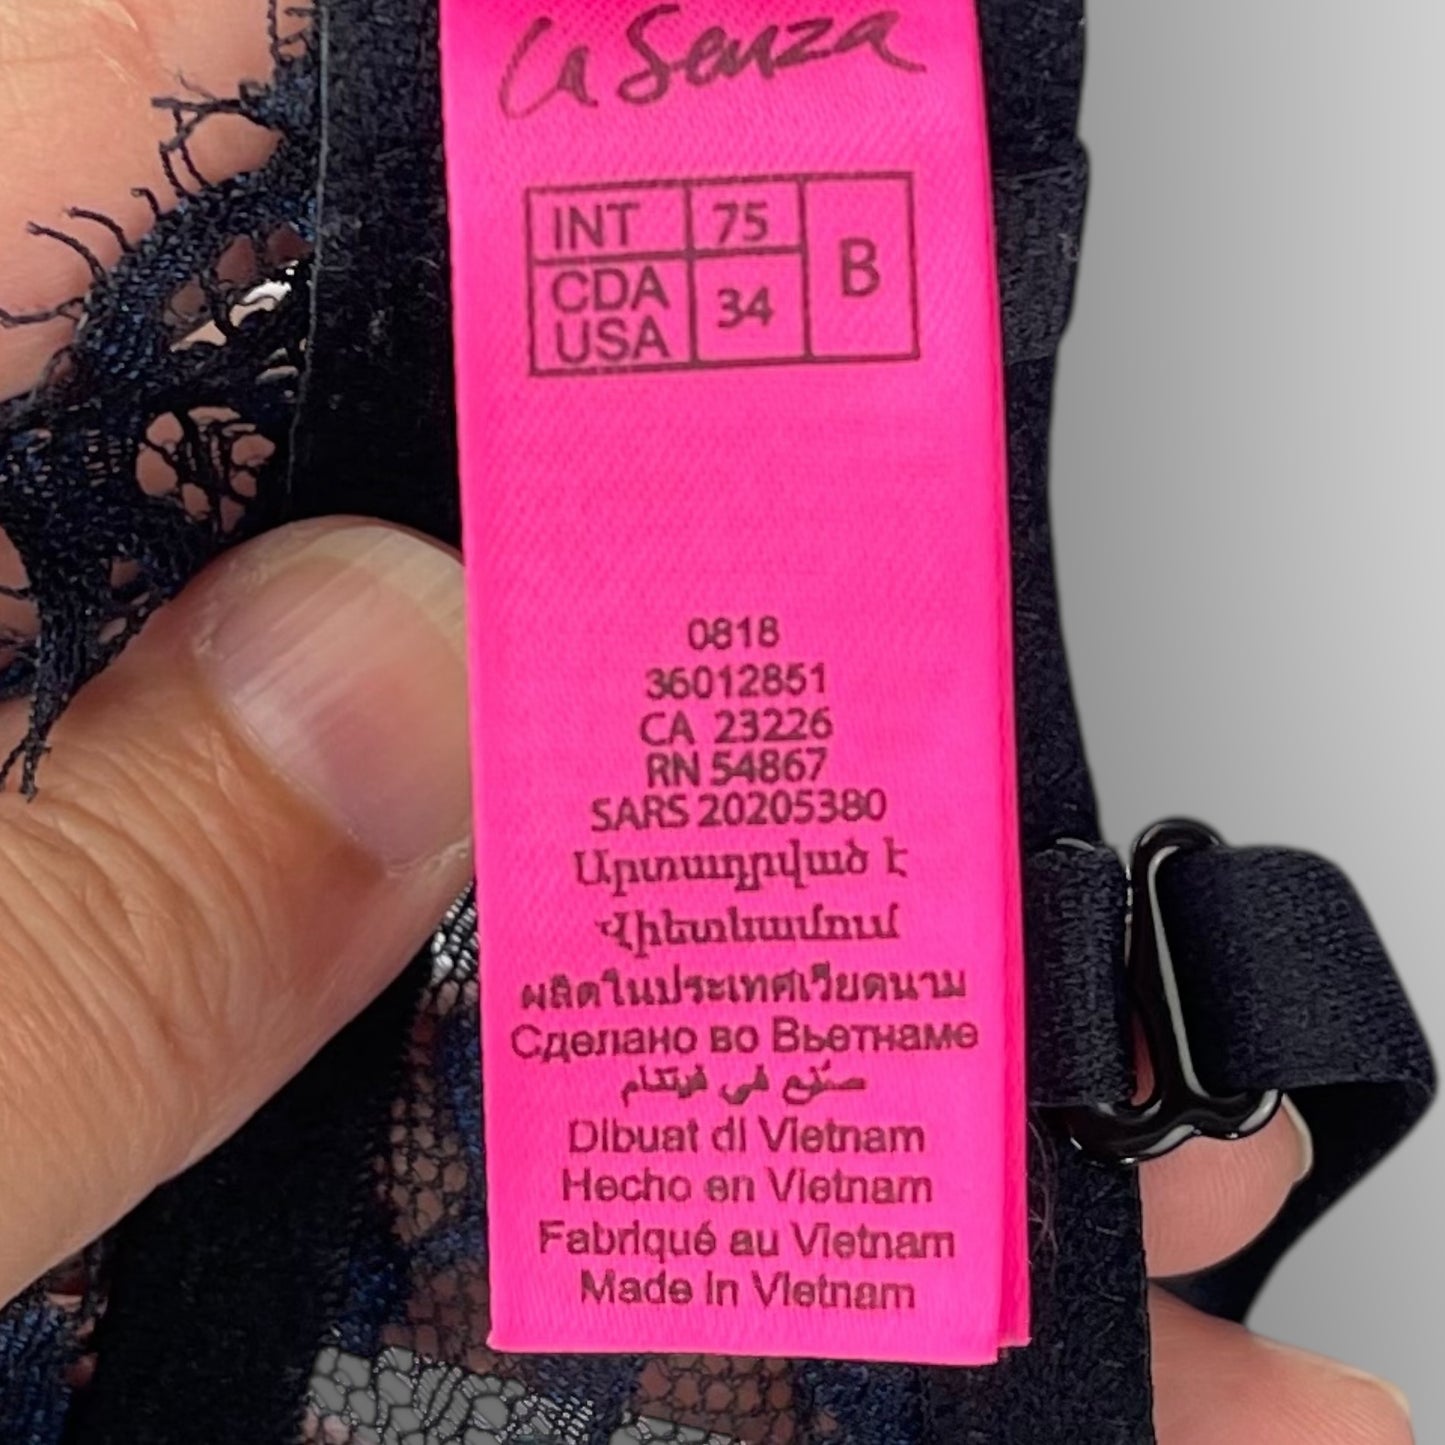 La Senza
INT 75 B
CDA USA 34
0818
36012851
CA 23226
RN 54867
SARS 20205380
Արտադրված է
Վիետնամում
ผลิตในประเทศเวียดนาม
Сделано во Вьетнаме
صنع في فيتنام
Dibuat di Vietnam
Hecho en Vietnam
Fabriqué au Vietnam
Made in Vietnam